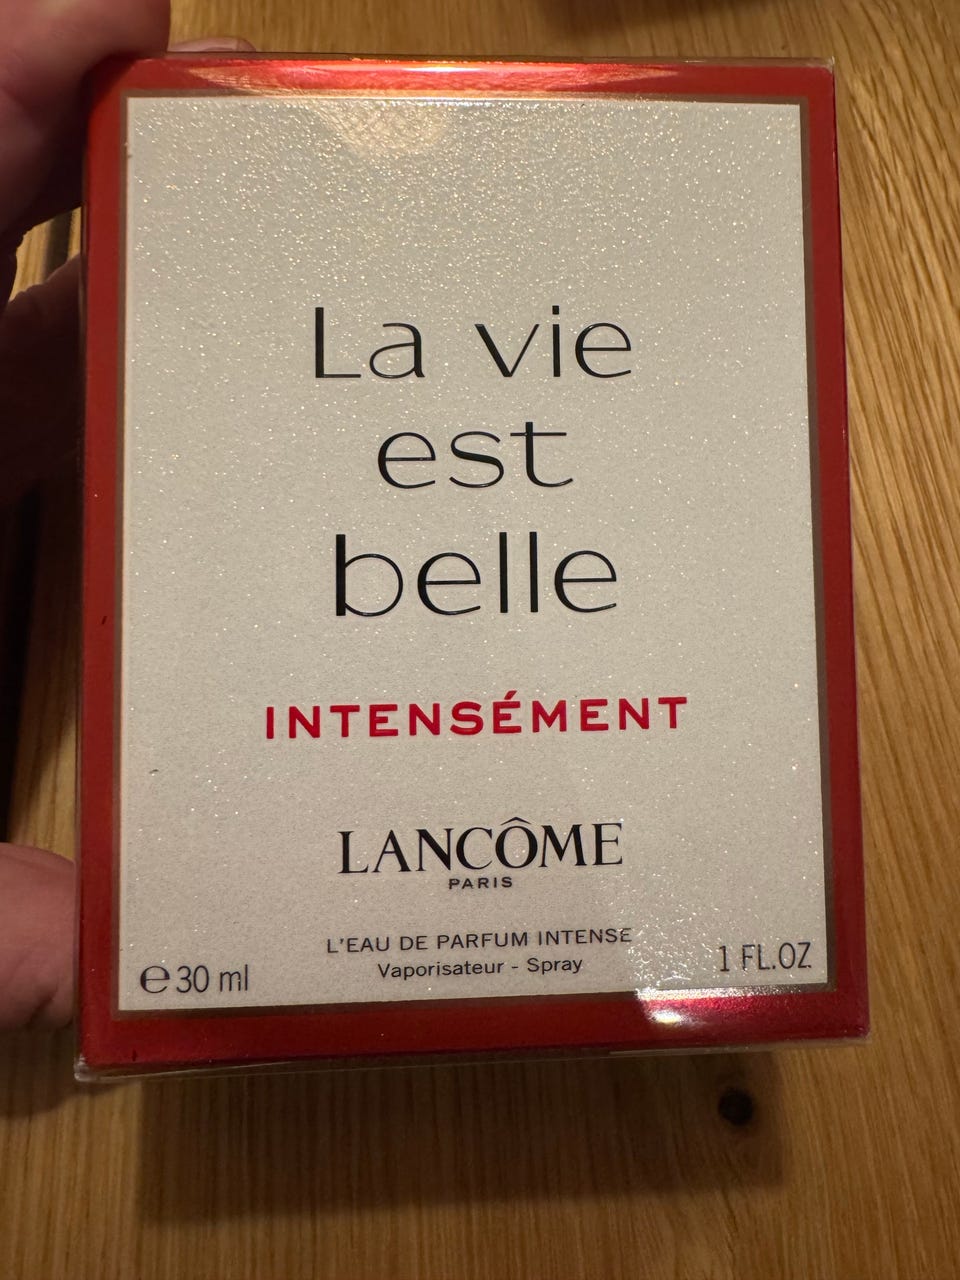 La vie
est
belle
INTENSÉMENT
LANCÔME
PARIS
L'EAU DE PARFUM INTENSE
Vaporisateur - Spray
℮ 30 ml
1 FL.OZ